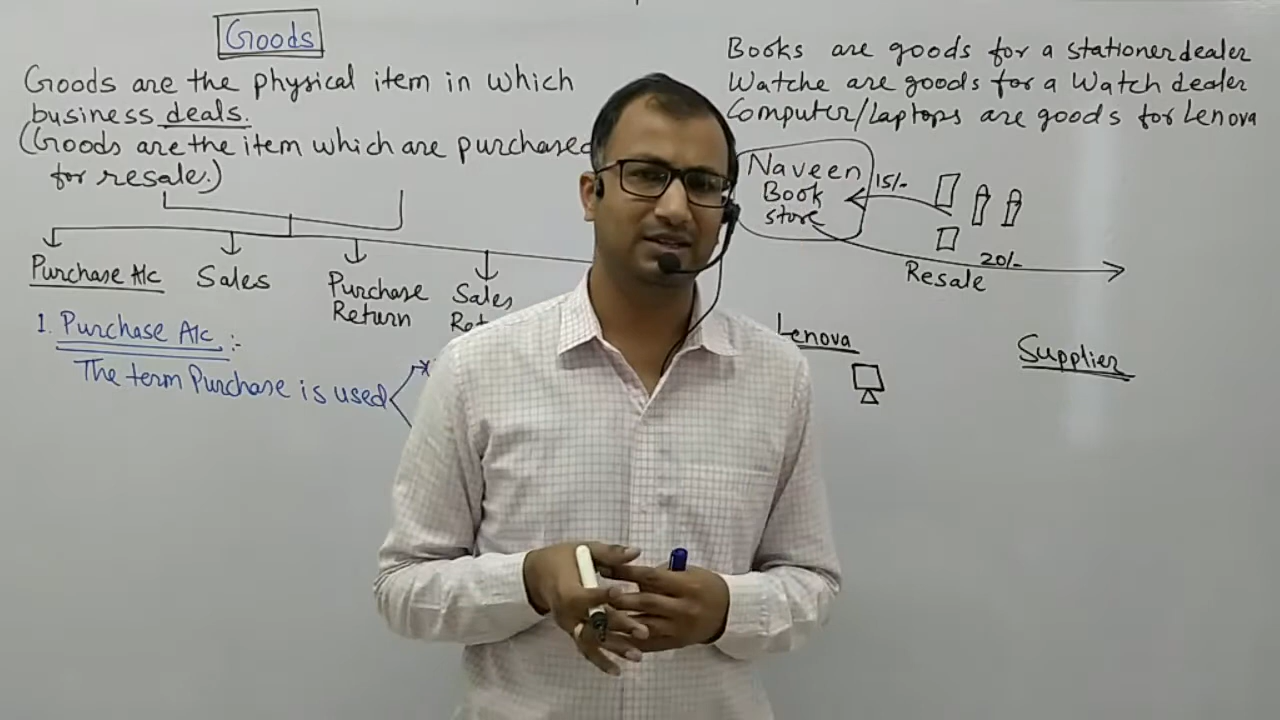 Goods
Goods are the physical item in which
business deals.
(Goods are the item which are purchased
for resale.)
Purchase A/c
Sales
Purchase
Return
Sales
1. Purchase A/c :-
The term Purchase is used
Books are goods for a stationer dealer
Watche are goods for a Watch dealer
Computer/Laptops are goods for Lenova
Naveen
Book
store
15/-
20/-
Resale
Lenova
Supplier